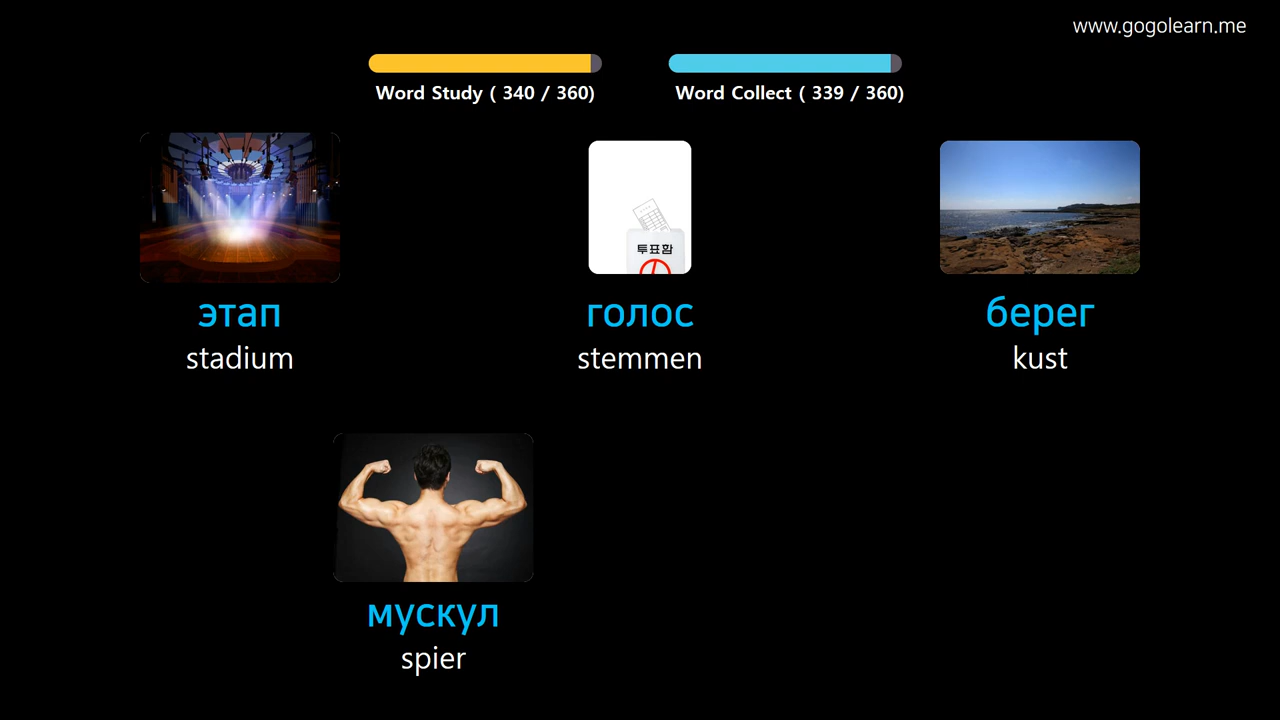 www.gogolearn.me
Word Study ( 340 / 360)
Word Collect ( 339 / 360)
투표함
этап
stadium
голос
stemmen
берег
kust
мускул
spier